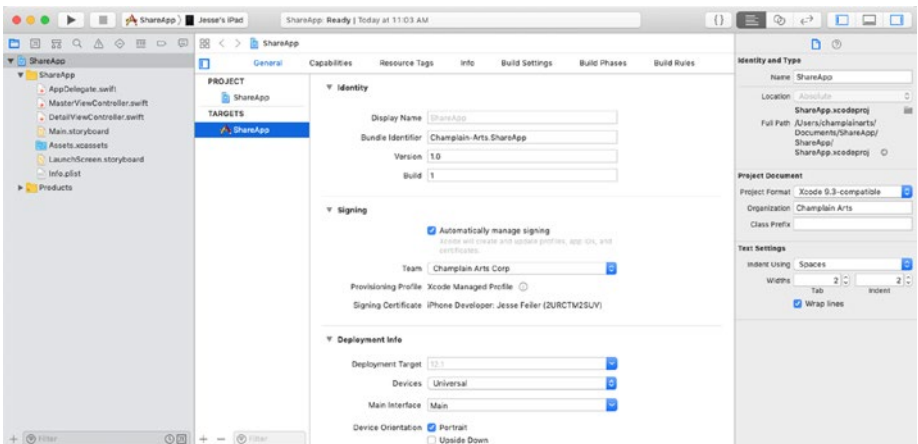 ShareApp
Jesse's iPad
ShareApp: Ready | Today at 11:03 AM
ShareApp
ShareApp
ShareApp
AppDelegate.swift
MasterViewController.swift
DetailViewController.swift
Main.storyboard
Assets.xcassets
LaunchScreen.storyboard
Info.plist
Products
Filter
General Capabilities Resource Tags Info Build Settings Build Phases Build Rules
PROJECT
ShareApp
TARGETS
ShareApp
Filter
Identity
Display Name ShareApp
Bundle Identifier Champlain-Arts.ShareApp
Version 1.0
Build 1
Signing
Automatically manage signing
Xcode will create and update profiles, app IDs, and
certificates.
Team Champlain Arts Corp
Provisioning Profile Xcode Managed Profile
Signing Certificate iPhone Developer: Jesse Feiler (2URCTM2SUV)
Deployment Info
Deployment Target 12.1
Devices Universal
Main Interface Main
Device Orientation Portrait
Upside Down
Identity and Type
Name ShareApp
Location Absolute
ShareApp.xcodeproj
Full Path /Users/champlainarts/
Documents/ShareApp/
ShareApp/
ShareApp.xcodeproj
Project Document
Project Format Xcode 9.3-compatible
Organization Champlain Arts
Class Prefix
Text Settings
Indent Using Spaces
Widths 2 2
Tab Indent
Wrap lines